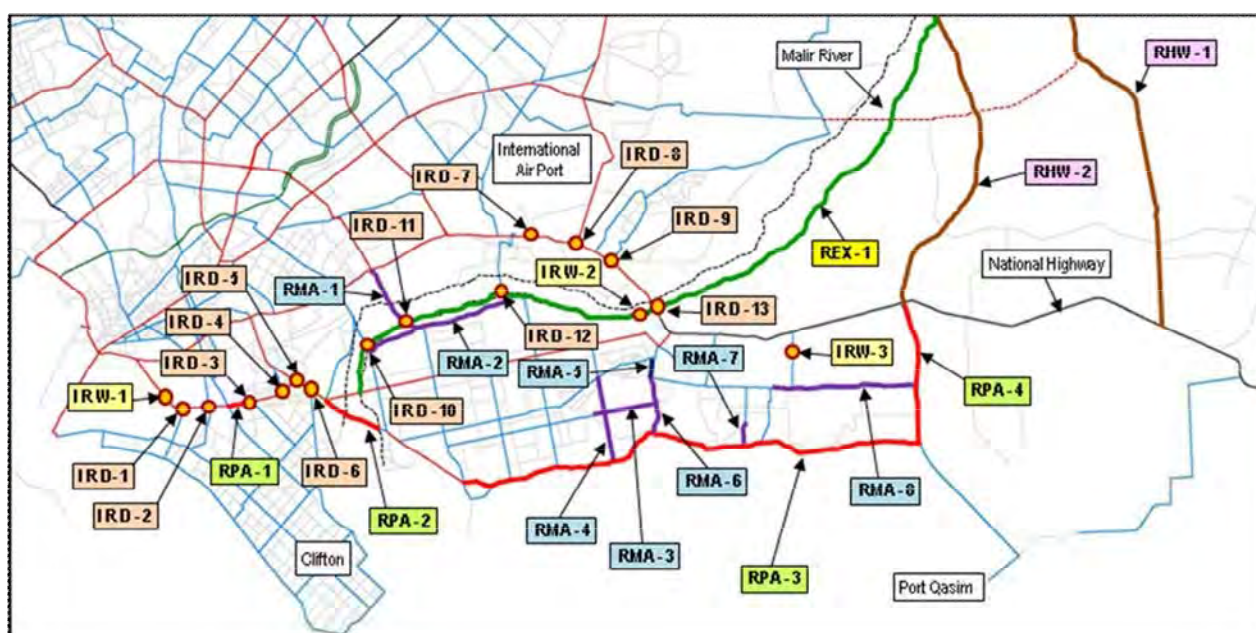 RHW-1
Malir River
International
Air Port
IRD-8
IRD-7
RHW-2
IRD-11
IRD-9
REX-1
IRW-2
National Highway
IRD-5
RMA-1
IRD-13
IRD-4
IRD-12
IRD-3
RMA-2
RMA-7
IRW-3
RMA-5
IRW-1
RPA-4
IRD-10
IRD-1
RPA-1
IRD-6
RMA-6
RMA-8
IRD-2
RPA-2
RMA-4
RMA-3
Clifton
RPA-3
Port Qasim